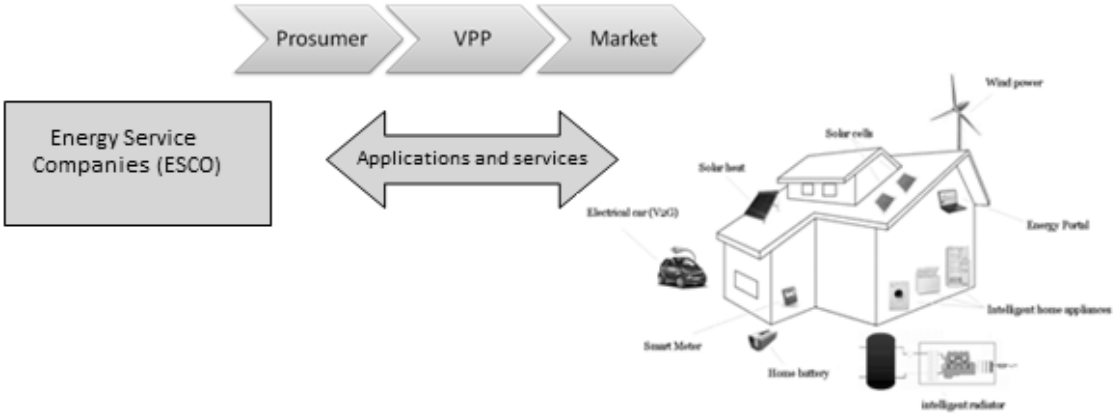 Prosumer
VPP
Market
Energy Service
Companies (ESCO)
Applications and services
Wind power
Solar cells
Solar heat
Electrical car (V2G)
Energy Portal
Intelligent home appliances
Smart Meter
Home battery
intelligent radiator